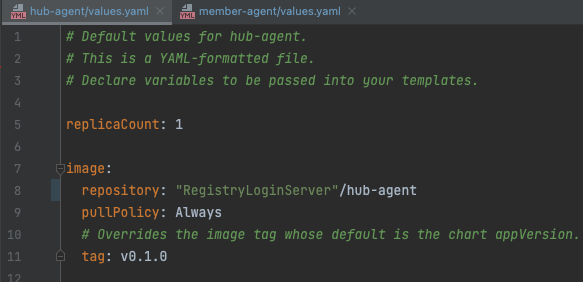 hub-agent/values.yaml
member-agent/values.yaml
YML
YML
1 # Default values for hub-agent.
2 # This is a YAML-formatted file.
3 # Declare variables to be passed into your templates.
4
5 replicaCount: 1
6
7 image:
8 repository: "RegistryLoginServer"/hub-agent
9 pullPolicy: Always
10 # Overrides the image tag whose default is the chart appVersion.
11 tag: v0.1.0
12